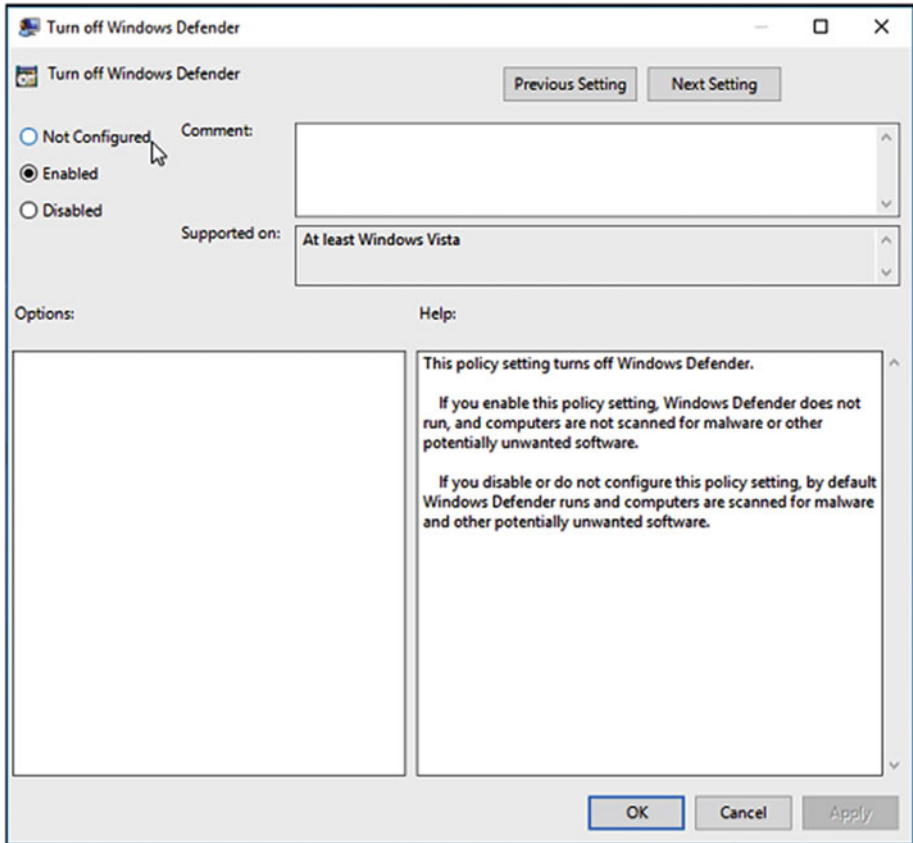 Turn off Windows Defender
Turn off Windows Defender
Previous Setting
Next Setting
Not Configured
Comment:
Enabled
Disabled
Supported on:
At least Windows Vista
Options:
Help:
This policy setting turns off Windows Defender.
If you enable this policy setting, Windows Defender does not
run, and computers are not scanned for malware or other
potentially unwanted software.
If you disable or do not configure this policy setting, by default
Windows Defender runs and computers are scanned for malware
and other potentially unwanted software.
OK
Cancel
Apply